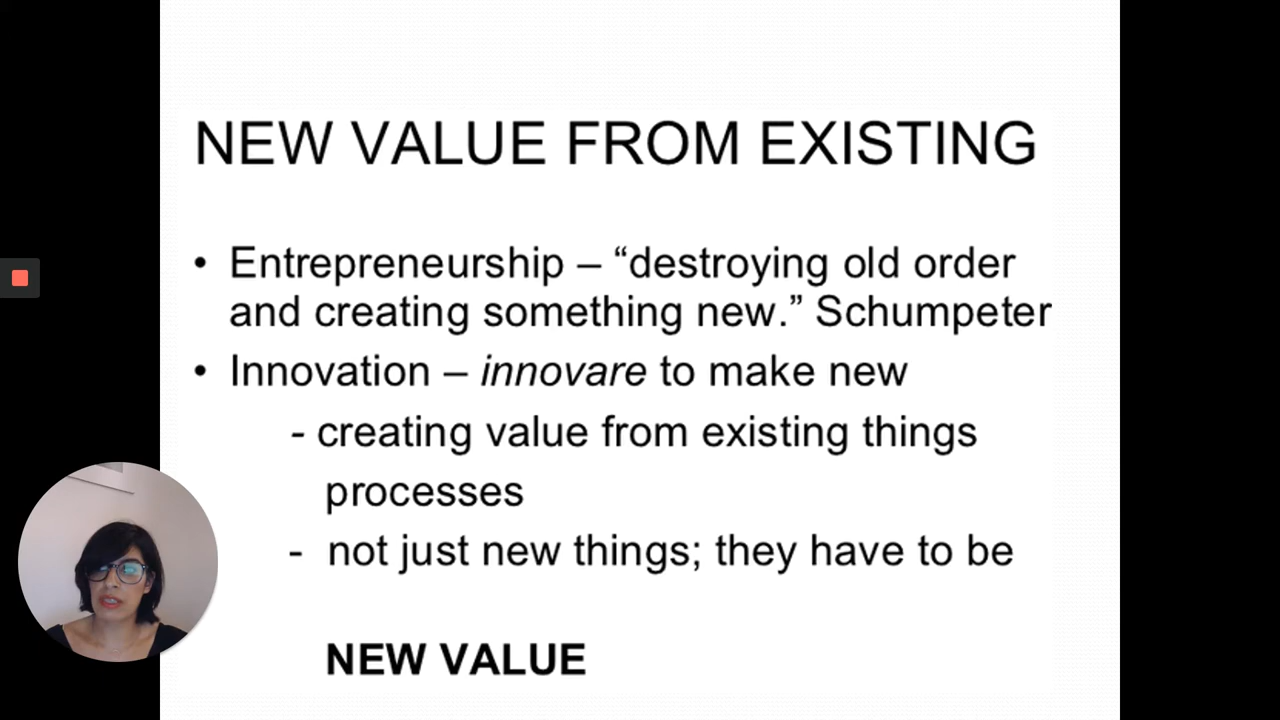 NEW VALUE FROM EXISTING
• Entrepreneurship – “destroying old order
and creating something new.” Schumpeter
• Innovation – innovare to make new
- creating value from existing things
processes
- not just new things; they have to be
NEW VALUE